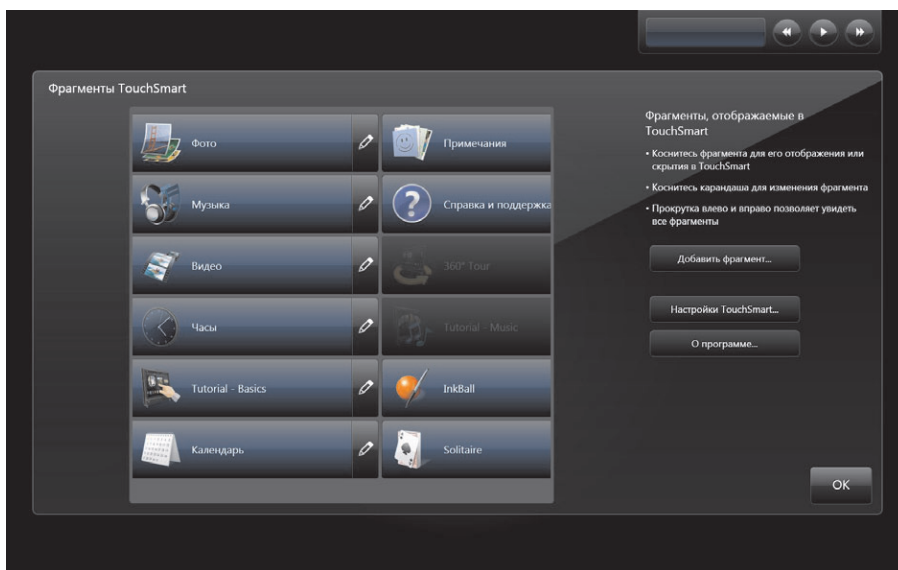 Фрагменты TouchSmart
Фото
Музыка
Видео
Часы
Tutorial - Basics
Календарь
Примечания
Справка и поддержка
360° Tour
Tutorial - Music
InkBall
Solitaire
Фрагменты, отображаемые в
TouchSmart
• Коснитесь фрагмента для его отображения или
скрытия в TouchSmart
• Коснитесь карандаша для изменения фрагмента
• Прокрутка влево и вправо позволяет увидеть
все фрагменты
Добавить фрагмент...
Настройки TouchSmart...
О программе...
OK